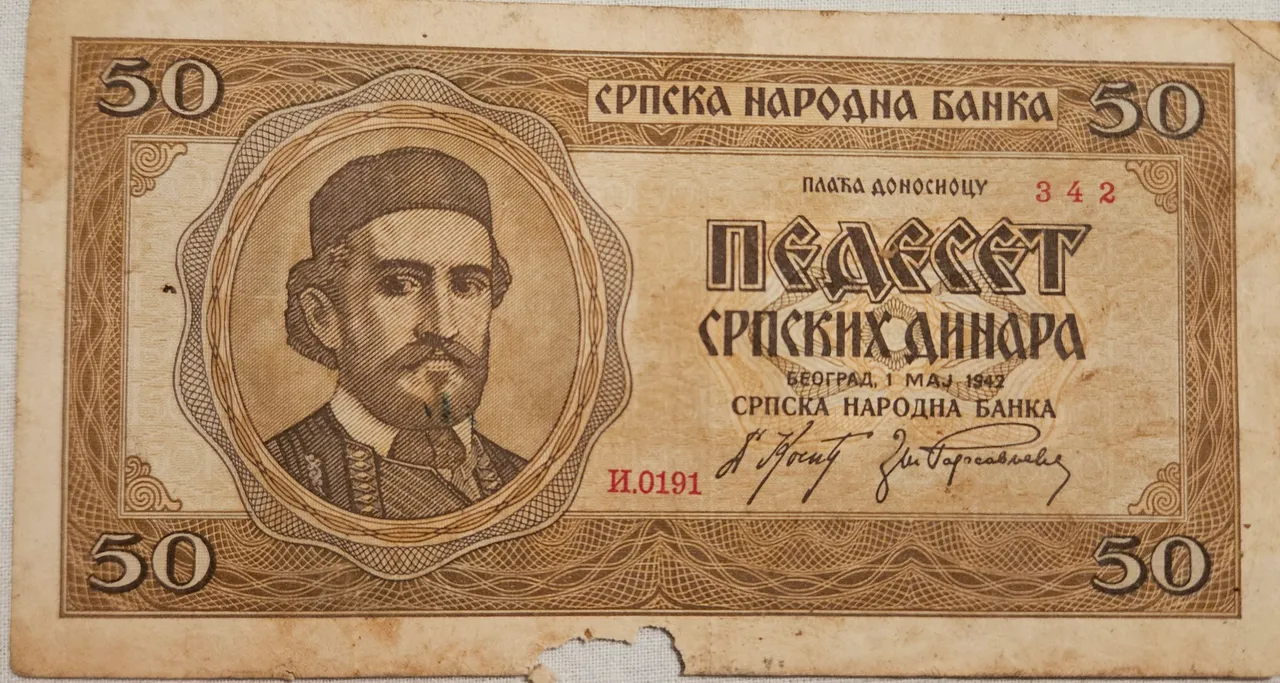 50
СРПСКА НАРОДНА БАНКА
50
ПЛАЋА ДОНОСИОЦУ
342
ПЕДЕСЕТ
СРПСКИХ ДИНАРА
БЕОГРАД, 1 МАЈ 1942
СРПСКА НАРОДНА БАНКА
И.0191
50
50